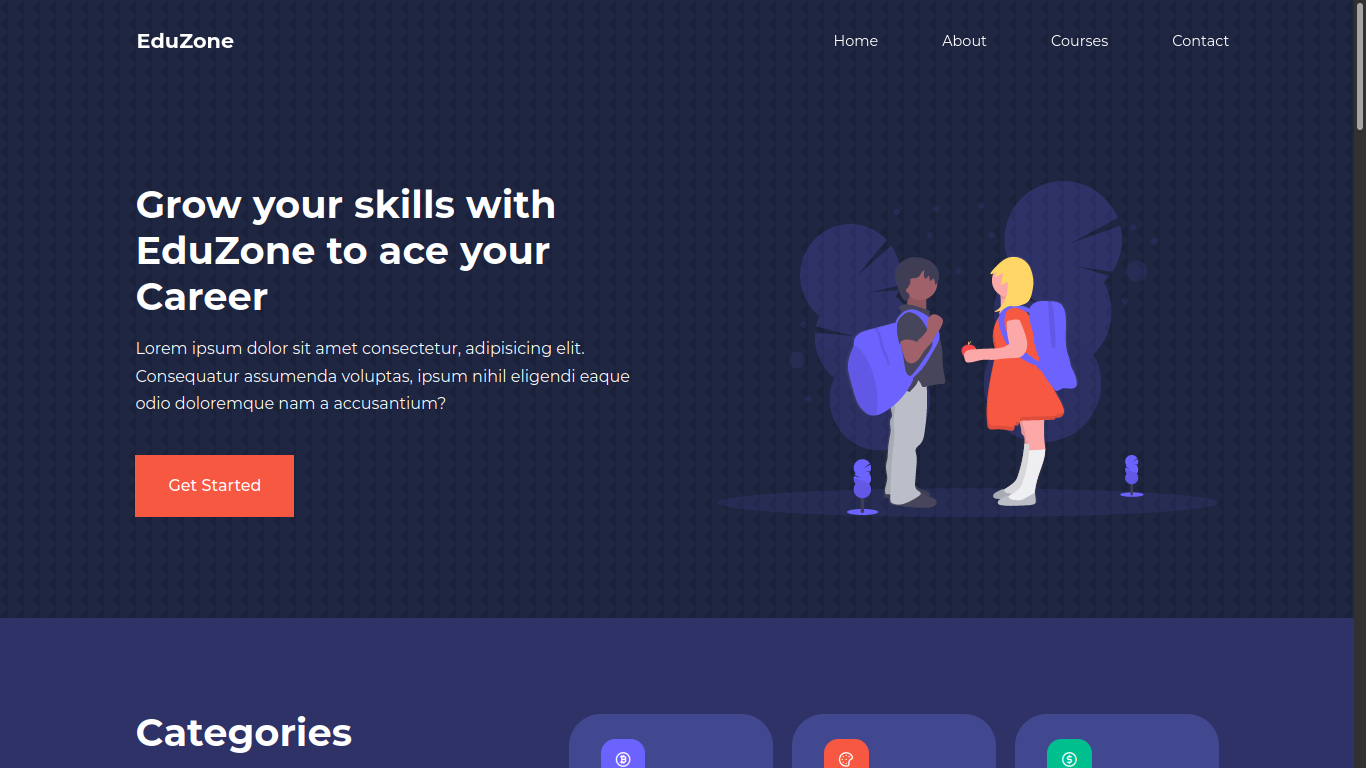 EduZone
Home
About
Courses
Contact
Grow your skills with
EduZone to ace your
Career
Lorem ipsum dolor sit amet consectetur, adipisicing elit.
Consequatur assumenda voluptas, ipsum nihil eligendi eaque
odio doloremque nam a accusantium?
Get Started
Categories